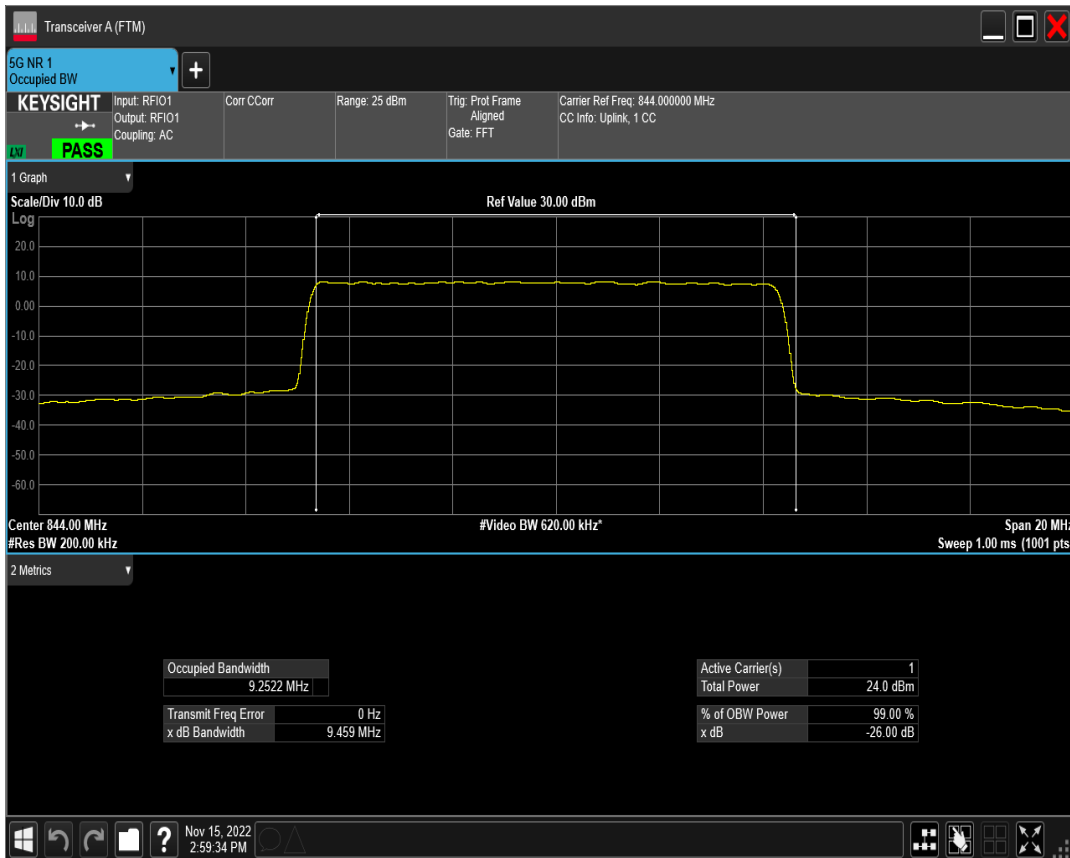 Transceiver A (FTM)
5G NR 1
Occupied BW
+
KEYSIGHT
LXI
PASS
Input: RFIO1
Output: RFIO1
Coupling: AC
Corr CCorr
Range: 25 dBm
Trig: Prot Frame
Aligned
Gate: FFT
Carrier Ref Freq: 844.000000 MHz
CC Info: Uplink, 1 CC
1 Graph
Scale/Div 10.0 dB
Ref Value 30.00 dBm
Log
20.0
10.0
0.00
-10.0
-20.0
-30.0
-40.0
-50.0
-60.0
Center 844.00 MHz
#Video BW 620.00 kHz*
Span 20 MHz
#Res BW 200.00 kHz
Sweep 1.00 ms (1001 pts
2 Metrics
Occupied Bandwidth
9.2522 MHz
Transmit Freq Error 0 Hz
x dB Bandwidth 9.459 MHz
Active Carrier(s) 1
Total Power 24.0 dBm
% of OBW Power 99.00 %
x dB -26.00 dB
?
Nov 15, 2022
2:59:34 PM